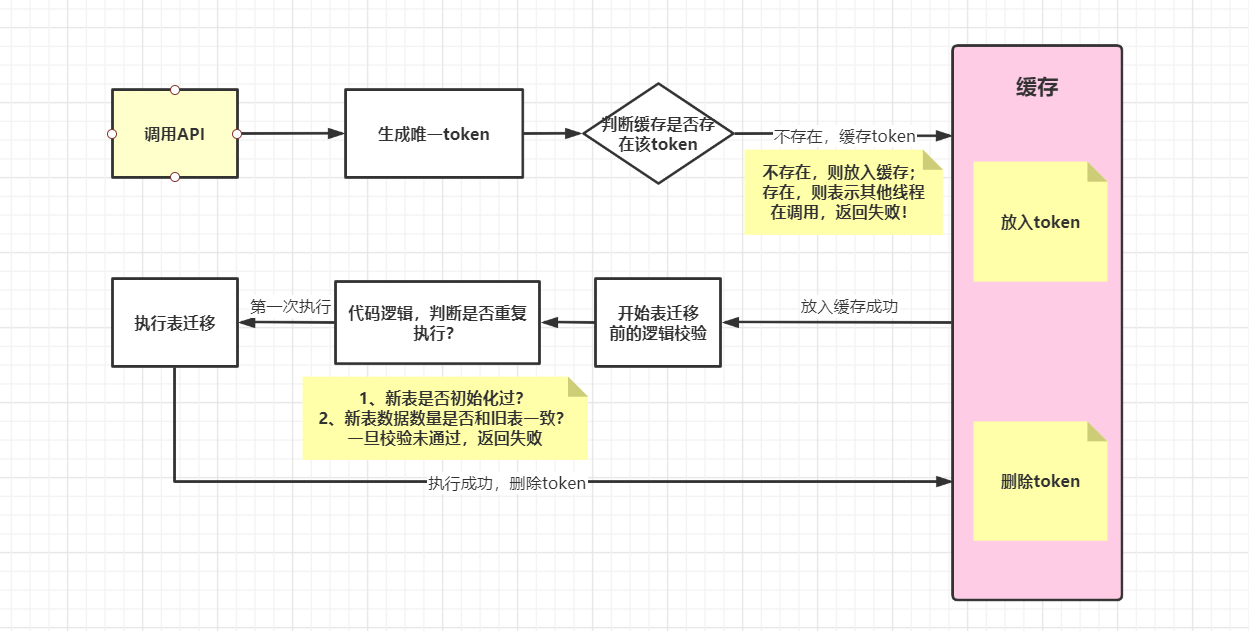 缓存
调用API
生成唯一token
判断缓存是否存
在该token
不存在，缓存token
不存在，则放入缓存；
存在，则表示其他线程
在调用，返回失败！
放入token
执行表迁移
第一次执行
代码逻辑，判断是否重复
执行？
开始表迁移
前的逻辑校验
放入缓存成功
1、新表是否初始化过？
2、新表数据数量是否和旧表一致？
一旦校验未通过，返回失败
执行成功，删除token
删除token